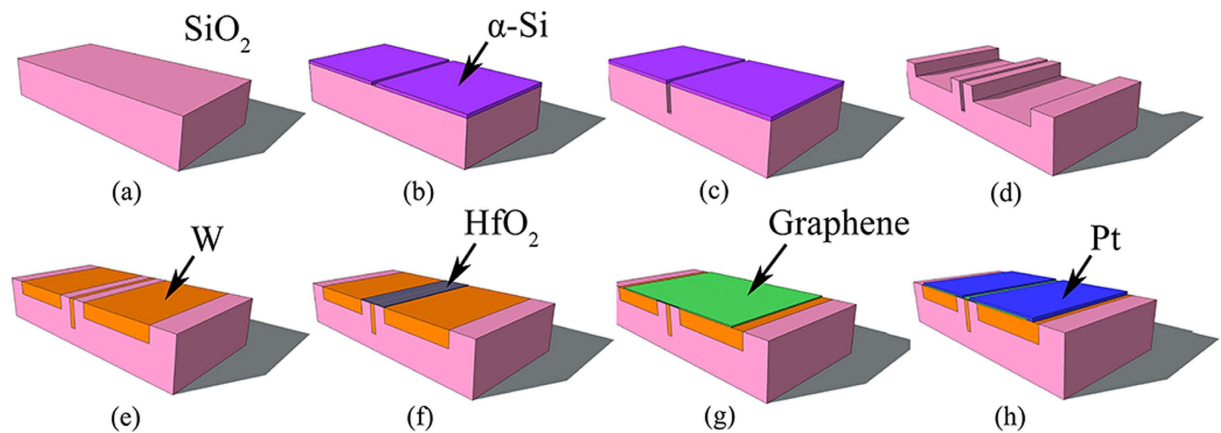 SiO₂
α-Si
(a)
(b)
(c)
(d)
W
HfO₂
Graphene
Pt
(e)
(f)
(g)
(h)